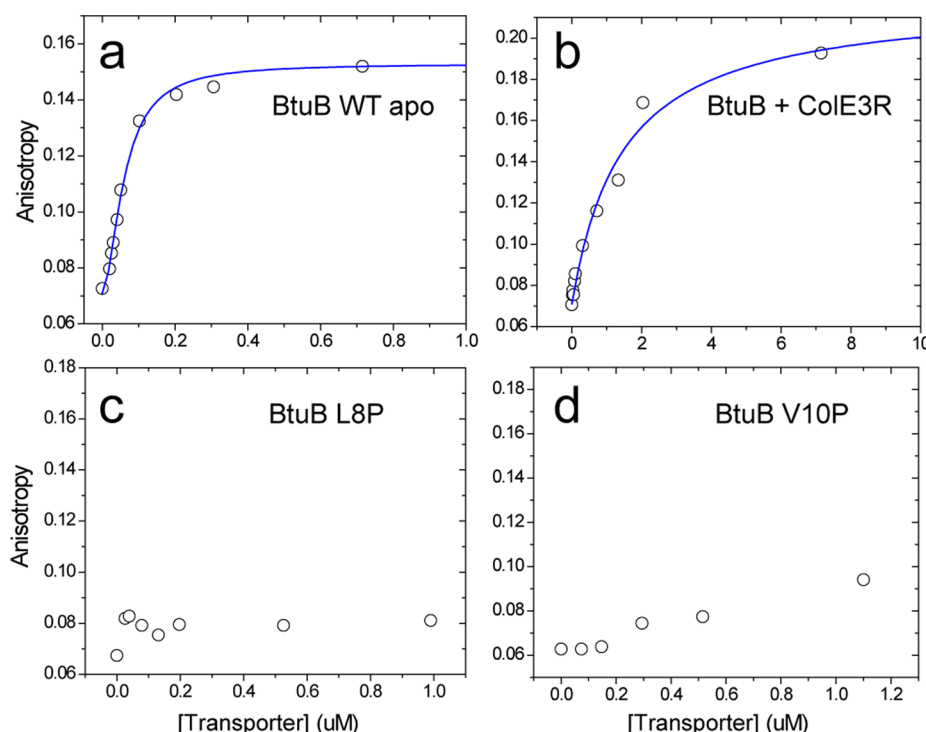 a
BtuB WT apo
Anisotropy
0.16
0.14
0.12
0.10
0.08
0.06
0.0 0.2 0.4 0.6 0.8 1.0
b
BtuB + ColE3R
0.20
0.18
0.16
0.14
0.12
0.10
0.08
0.06
0 2 4 6 8 10
c
BtuB L8P
Anisotropy
0.18
0.16
0.14
0.12
0.10
0.08
0.06
0.0 0.2 0.4 0.6 0.8 1.0
[Transporter] (uM)
d
BtuB V10P
0.18
0.16
0.14
0.12
0.10
0.08
0.06
0.0 0.2 0.4 0.6 0.8 1.0 1.2
[Transporter] (uM)